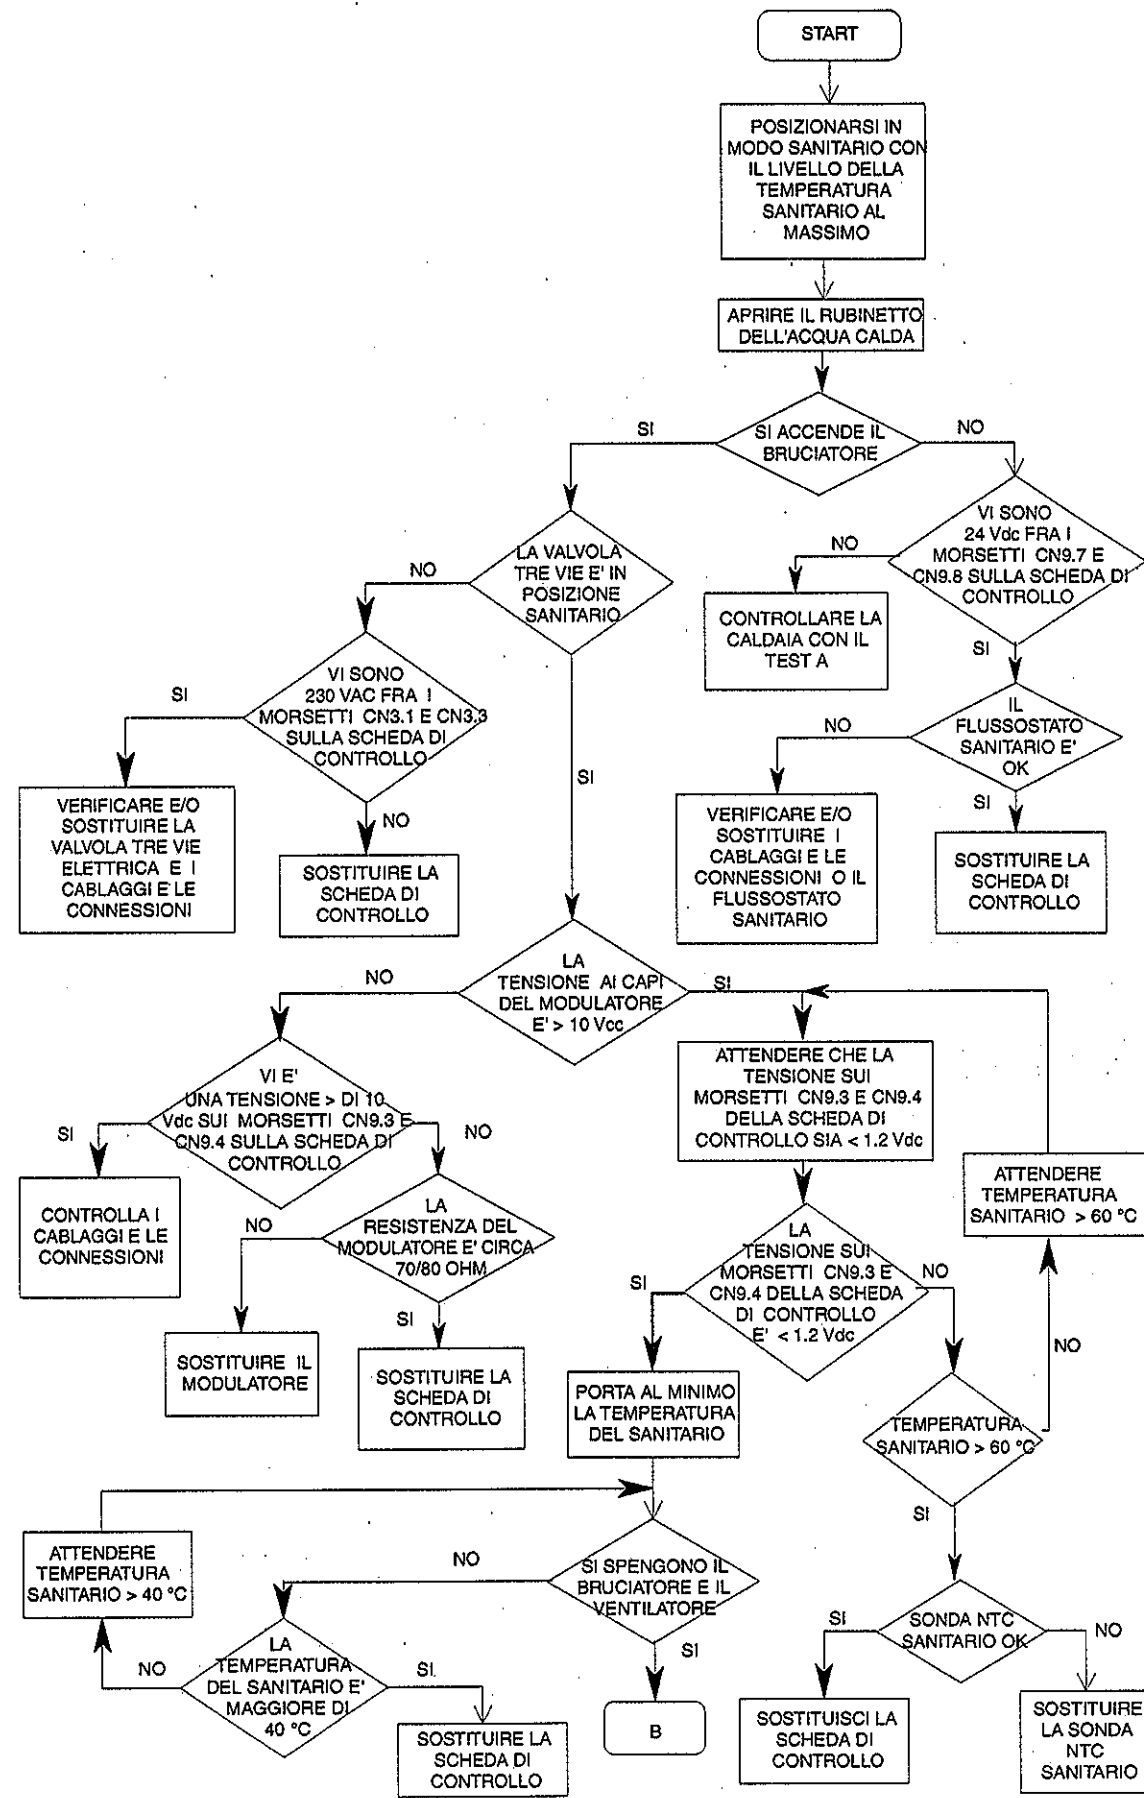 START
POSIZIONARSI IN
MODO SANITARIO CON
IL LIVELLO DELLA
TEMPERATURA
SANITARIO AL
MASSIMO
APRIRE IL RUBINETTO
DELL'ACQUA CALDA
SI ACCENDE IL
BRUCIATORE
SI
NO
LA VALVOLA
TRE VIE E' IN
POSIZIONE
SANITARIO
NO
SI
VI SONO
24 Vdc FRA I
MORSETTI CN9.7 E
CN9.8 SULLA SCHEDA DI
CONTROLLO
NO
SI
CONTROLLARE LA
CALDAIA CON IL
TEST A
VI SONO
230 VAC FRA I
MORSETTI CN3.1 E CN3.3
SULLA SCHEDA DI
CONTROLLO
SI
NO
IL
FLUSSOSTATO
SANITARIO E'
OK
NO
SI
VERIFICARE E/O
SOSTITUIRE LA
VALVOLA TRE VIE
ELETTRICA E I
CABLAGGI E LE
CONNESSIONI
SOSTITUIRE LA
SCHEDA DI
CONTROLLO
VERIFICARE E/O
SOSTITUIRE I
CABLAGGI E LE
CONNESSIONI O IL
FLUSSOSTATO
SANITARIO
SOSTITUIRE LA
SCHEDA DI
CONTROLLO
LA
TENSIONE AI CAPI
DEL MODULATORE
E' > 10 Vcc
NO
SI
VI E'
UNA TENSIONE > DI 10
Vdc SUI MORSETTI CN9.3 E
CN9.4 SULLA SCHEDA DI
CONTROLLO
SI
NO
ATTENDERE CHE LA
TENSIONE SUI
MORSETTI CN9.3 E CN9.4
DELLA SCHEDA DI
CONTROLLO SIA < 1.2 Vdc
ATTENDERE
TEMPERATURA
SANITARIO > 60 °C
CONTROLLA I
CABLAGGI E LE
CONNESSIONI
LA
RESISTENZA DEL
MODULATORE E' CIRCA
70/80 OHM
NO
SI
LA
TENSIONE SUI
MORSETTI CN9.3 E
CN9.4 DELLA SCHEDA
DI CONTROLLO
E' < 1.2 Vdc
SI
NO
NO
SOSTITUIRE IL
MODULATORE
SOSTITUIRE LA
SCHEDA DI
CONTROLLO
PORTA AL MINIMO
LA TEMPERATURA
DEL SANITARIO
TEMPERATURA
SANITARIO > 60 °C
SI
ATTENDERE
TEMPERATURA
SANITARIO > 40 °C
SI SPENGONO IL
BRUCIATORE E IL
VENTILATORE
NO
SI
LA
TEMPERATURA
DEL SANITARIO E'
MAGGIORE DI
40 °C
NO
SI
SONDA NTC
SANITARIO OK
SI
NO
SOSTITUIRE LA
SCHEDA DI
CONTROLLO
B
SOSTITUISCI LA
SCHEDA DI
CONTROLLO
SOSTITUIRE
LA SONDA
NTC
SANITARIO